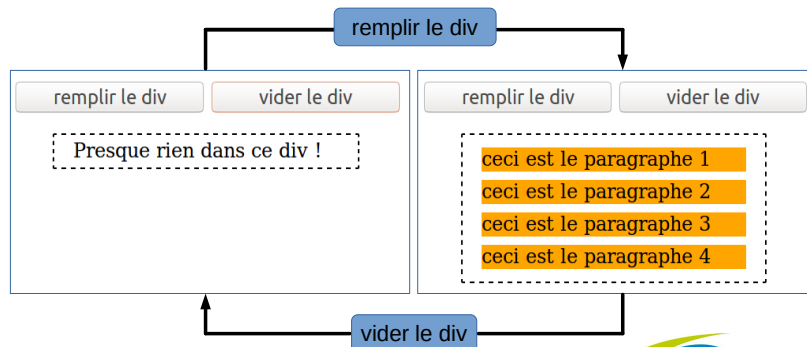 remplir le div
remplir le div vider le div
Presque rien dans ce div !
remplir le div vider le div
ceci est le paragraphe 1
ceci est le paragraphe 2
ceci est le paragraphe 3
ceci est le paragraphe 4
vider le div